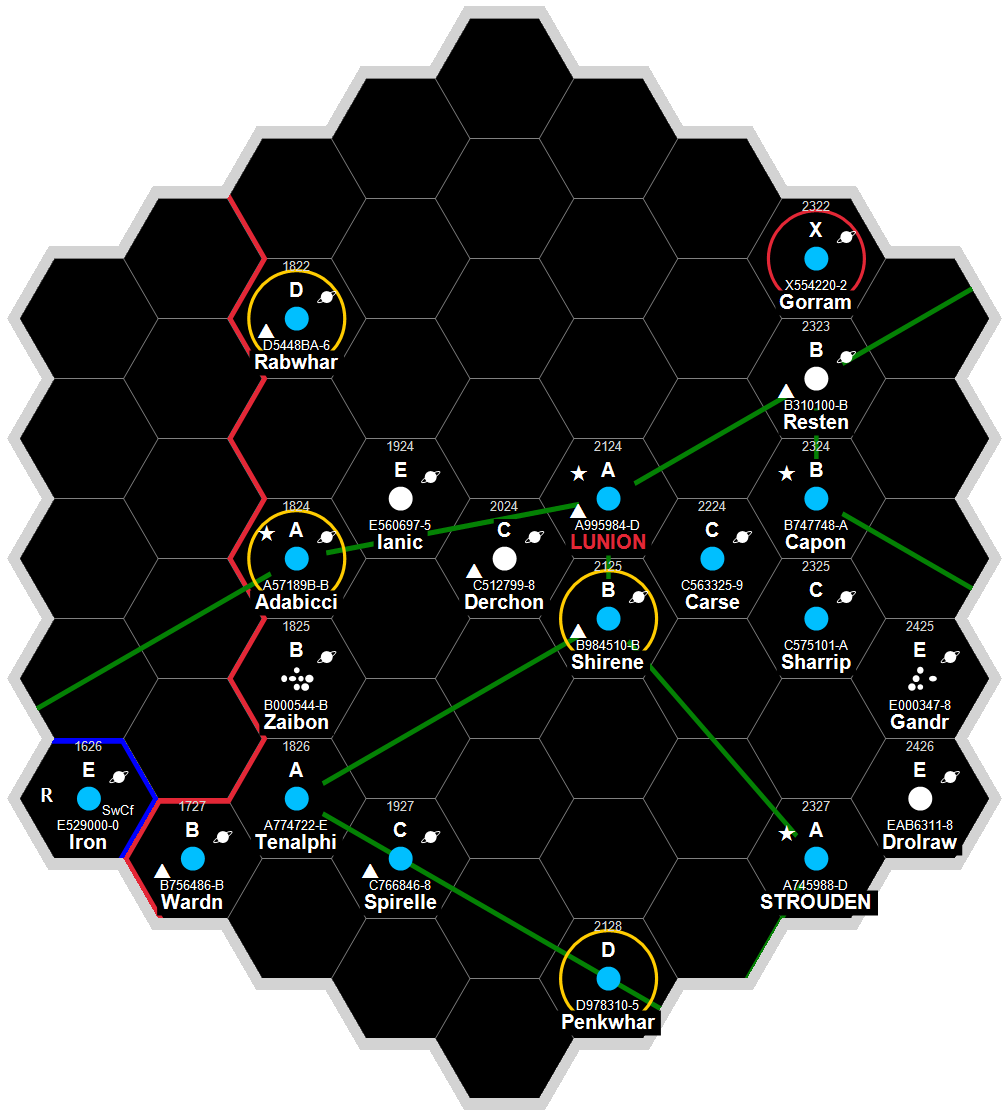 2322
X
X554220-2
Gorram
1822
D
D5448BA-6
Rabwhar
2323
B
B310100-B
Resten
1924
E
E560697-5
Ianic
2124
A
A995984-D
LUNION
2324
B
B747748-A
Capon
1824
A
A57189B-B
Adabicci
2024
C
C512799-8
Derchon
2224
C
C563325-9
Carse
2125
B
B984510-B
Shirene
2325
C
C575101-A
Sharrip
1825
B
B000544-B
Zaibon
2425
E
E000347-8
Gandr
1626
E
R
SwCf
E529000-0
Iron
1826
A
A774722-E
Tenalphi
2426
E
EAB6311-8
Drolraw
1727
B
B756486-B
Wardn
1927
C
C766846-8
Spirelle
2327
A
A745988-D
STROUDEN
2128
D
D978310-5
Penkwhar